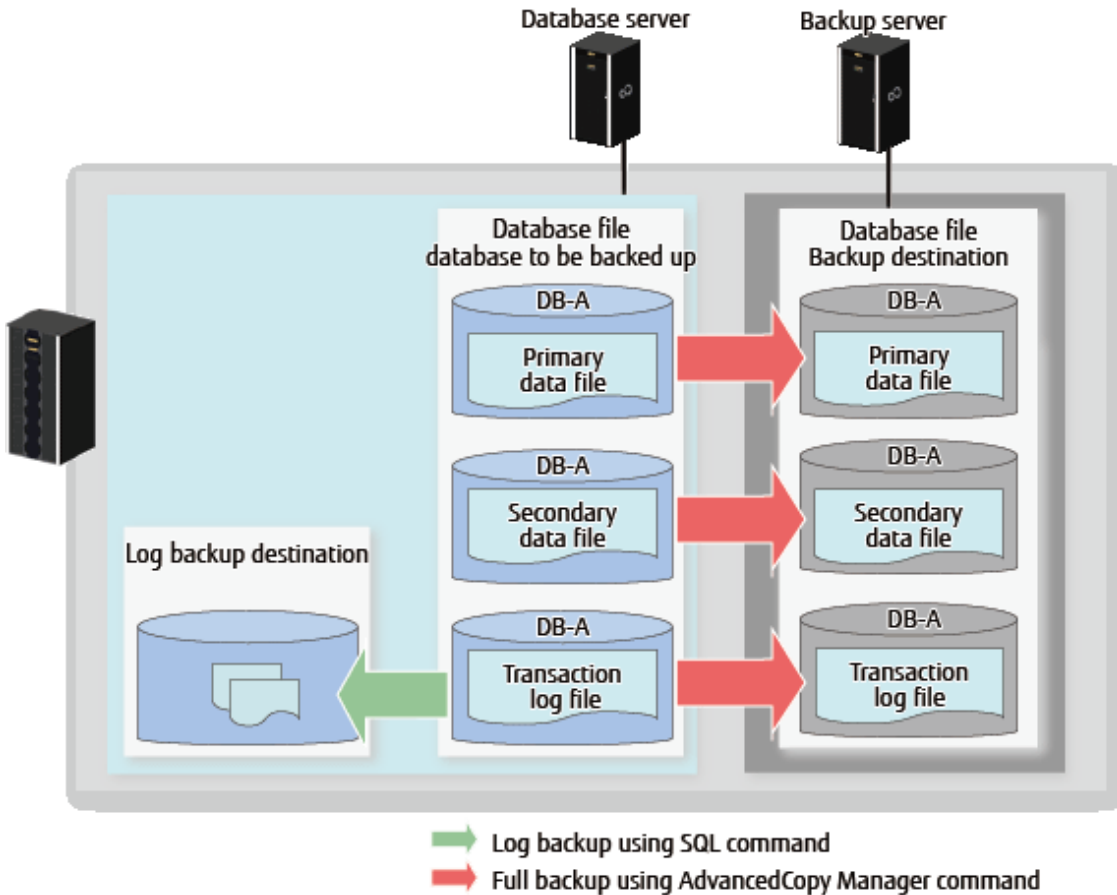 Database server
Backup server
Database file
database to be backed up
Database file
Backup destination
DB-A
Primary
data file
DB-A
Primary
data file
DB-A
Secondary
data file
DB-A
Secondary
data file
Log backup destination
DB-A
Transaction
log file
DB-A
Transaction
log file
Log backup using SQL command
Full backup using AdvancedCopy Manager command